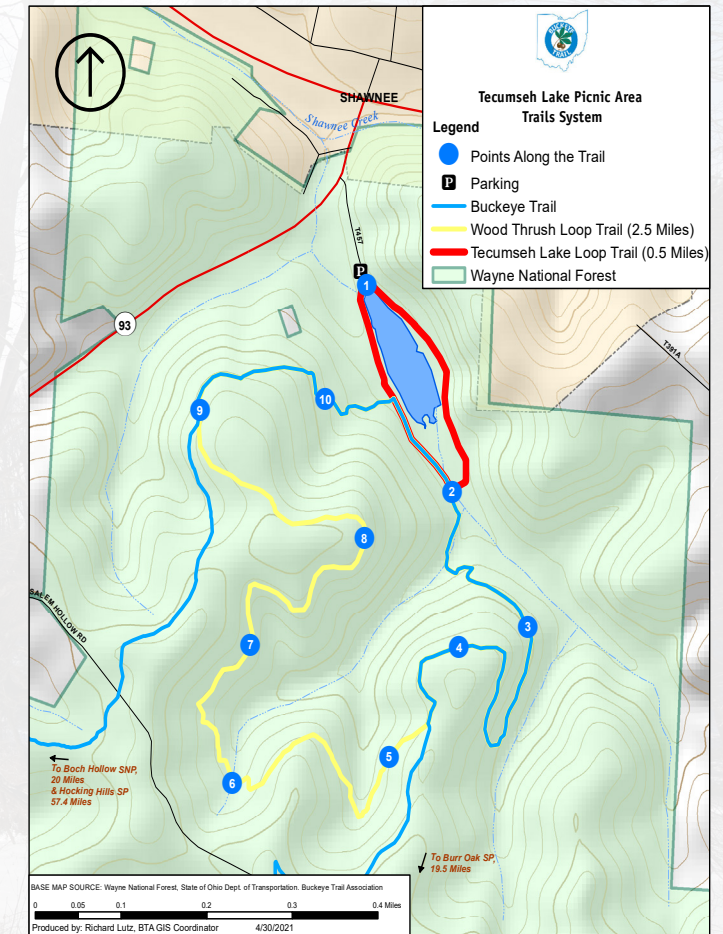 BUCKEYE
TRAIL
Tecumseh Lake Picnic Area
Trails System
Legend
Points Along the Trail
P Parking
Buckeye Trail
Wood Thrush Loop Trail (2.5 Miles)
Tecumseh Lake Loop Trail (0.5 Miles)
Wayne National Forest
SHAWNEE
Shawnee Creek
T457
P
1
93
T391A
10
9
2
8
SALEM HOLLOW RD
3
4
7
5
6
To Boch Hollow SNP,
20 Miles
& Hocking Hills SP
57.4 Miles
To Burr Oak SP,
19.5 Miles
BASE MAP SOURCE: Wayne National Forest, State of Ohio Dept. of Transportation. Buckeye Trail Association
0 0.05 0.1 0.2 0.3 0.4 Miles
Produced by: Richard Lutz, BTA GIS Coordinator 4/30/2021